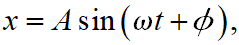 x = A sin (ωt + ϕ),